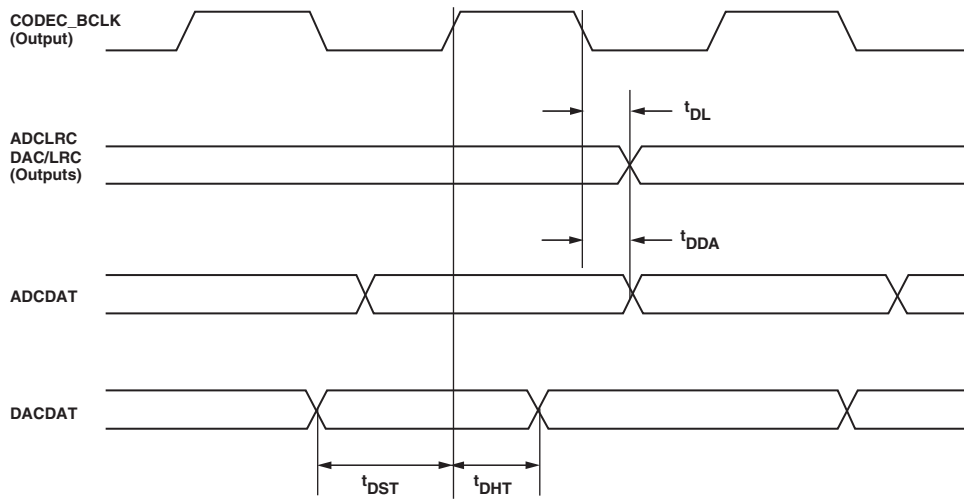 CODEC_BCLK
(Output)
tDL
ADCLRC
DAC/LRC
(Outputs)
tDDA
ADCDAT
DACDAT
tDST
tDHT